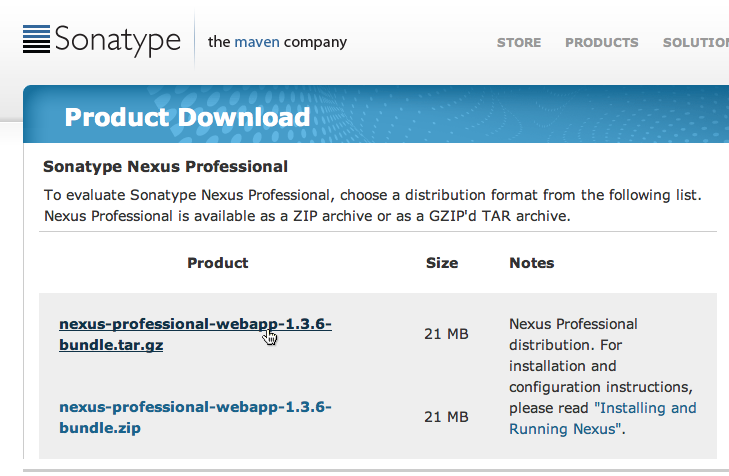 Sonatype the maven company
STORE PRODUCTS
Product Download
Sonatype Nexus Professional
To evaluate Sonatype Nexus Professional, choose a distribution format from the following list.
Nexus Professional is available as a ZIP archive or as a GZIP'd TAR archive.
Product Size Notes
nexus-professional-webapp-1.3.6-
bundle.tar.gz
21 MB
Nexus Professional
distribution. For
installation and
configuration instructions,
please read "Installing and
Running Nexus".
nexus-professional-webapp-1.3.6-
bundle.zip
21 MB